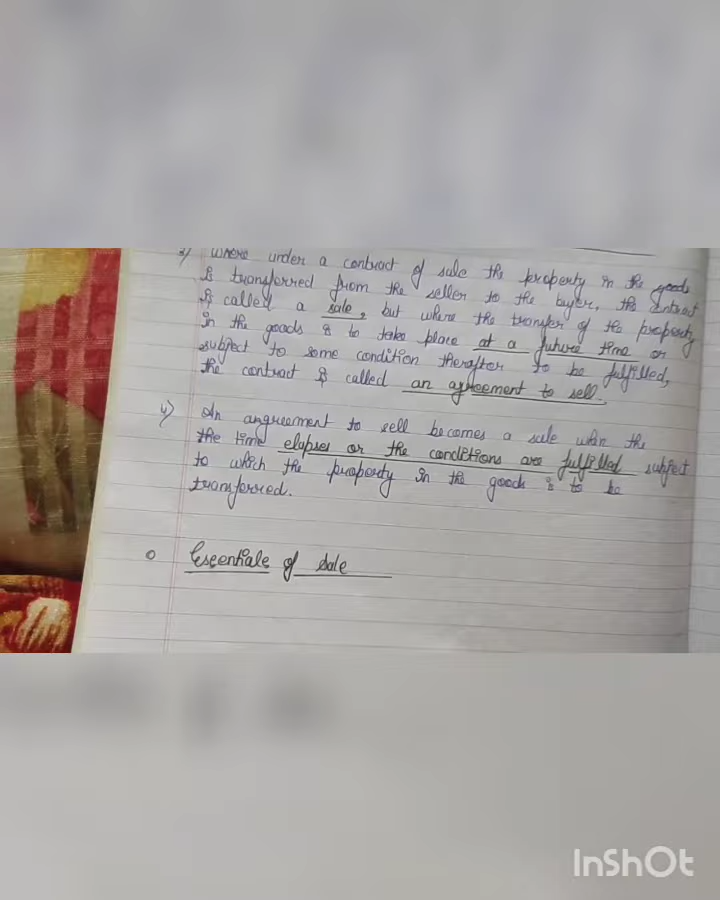 3) Where under a contract of sale the property in the goods
is transferred from the seller to the buyer, the contract
is called a sale, but where the transfer of the property
in the goods is to take place at a future time or
subject to some condition thereafter to be fulfilled,
the contract is called an agreement to sell.
4) An angreement to sell becomes a sale when the
the time elapses or the conditions are fulfilled subject
to which the property in the goods is to be
transferred.
o Essentials of sale
InShOt